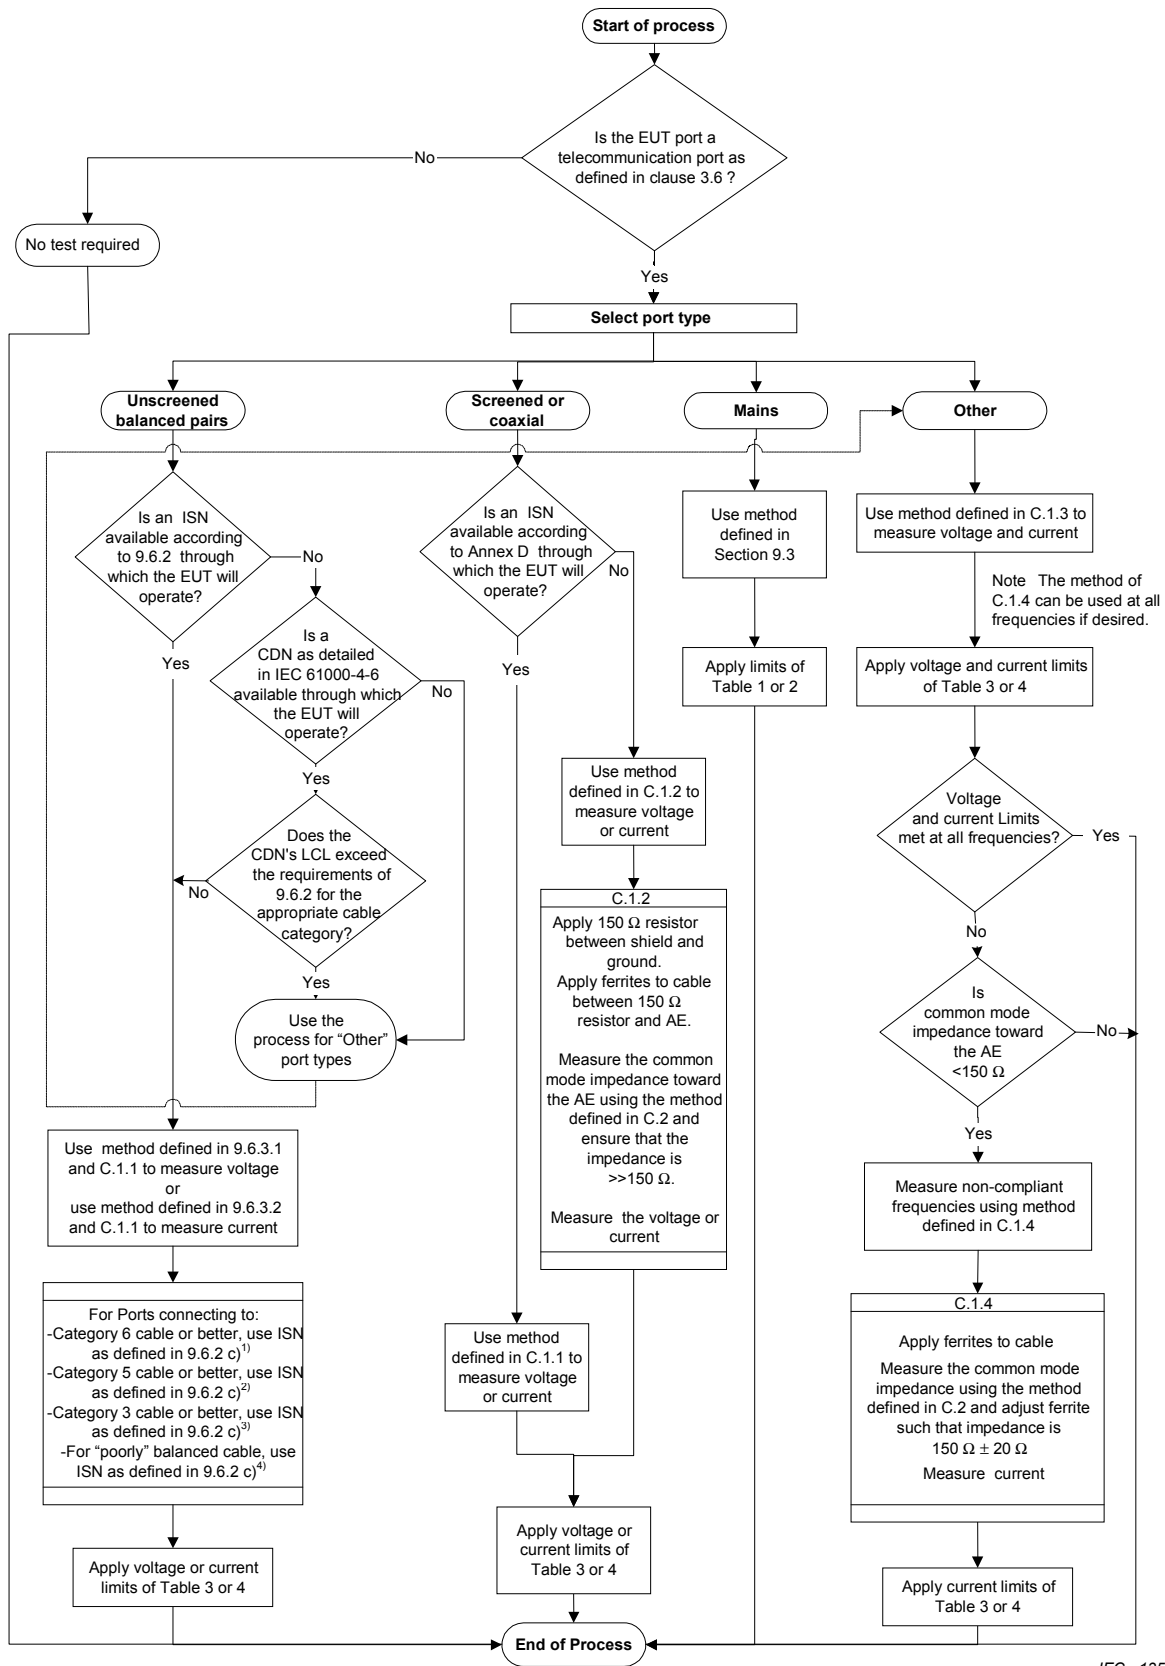 Start of process
Is the EUT port a
telecommunication port as
defined in clause 3.6 ?
No
No test required
Yes
Select port type
Unscreened
balanced pairs
Screened or
coaxial
Mains
Other
Is an ISN
available according
to 9.6.2 through
which the EUT will
operate?
No
Yes
Is a
CDN as detailed
in IEC 61000-4-6
available through which
the EUT will
operate?
No
Yes
Does the
CDN's LCL exceed
the requirements of
9.6.2 for the
appropriate cable
category?
No
Yes
Use the
process for “Other”
port types
Use method defined in 9.6.3.1
and C.1.1 to measure voltage
or
use method defined in 9.6.3.2
and C.1.1 to measure current
For Ports connecting to:
-Category 6 cable or better, use ISN
as defined in 9.6.2 c)1)
-Category 5 cable or better, use ISN
as defined in 9.6.2 c)2)
-Category 3 cable or better, use ISN
as defined in 9.6.2 c)3)
-For “poorly” balanced cable, use
ISN as defined in 9.6.2 c)4)
Apply voltage or current
limits of Table 3 or 4
Is an ISN
available according
to Annex D through
which the EUT will
operate?
No
Yes
Use method
defined in C.1.2 to
measure voltage
or current
C.1.2
Apply 150 Ω resistor
between shield and
ground.
Apply ferrites to cable
between 150 Ω
resistor and AE.
Measure the common
mode impedance toward
the AE using the method
defined in C.2 and
ensure that the
impedance is
>>150 Ω.
Measure the voltage or
current
Use method
defined in C.1.1 to
measure voltage
or current
Apply voltage or
current limits of
Table 3 or 4
Use method
defined in
Section 9.3
Apply limits of
Table 1 or 2
Use method defined in C.1.3 to
measure voltage and current
Note The method of
C.1.4 can be used at all
frequencies if desired.
Apply voltage and current limits
of Table 3 or 4
Voltage
and current Limits
met at all frequencies?
Yes
No
Is
common mode
impedance toward
the AE
<150 Ω
No
Yes
Measure non-compliant
frequencies using method
defined in C.1.4
C.1.4
Apply ferrites to cable
Measure the common mode
impedance using the method
defined in C.2 and adjust ferrite
such that impedance is
150 Ω ± 20 Ω
Measure current
Apply current limits of
Table 3 or 4
End of Process